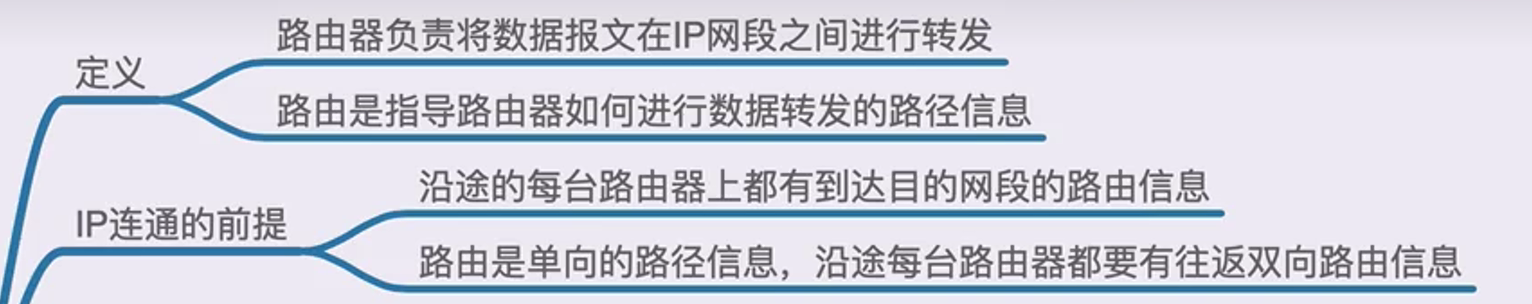 定义
路由器负责将数据报文在IP网段之间进行转发
路由是指导路由器如何进行数据转发的路径信息
IP连通的前提
沿途的每台路由器上都有到达目的网段的路由信息
路由是单向的路径信息，沿途每台路由器都要有往返双向路由信息